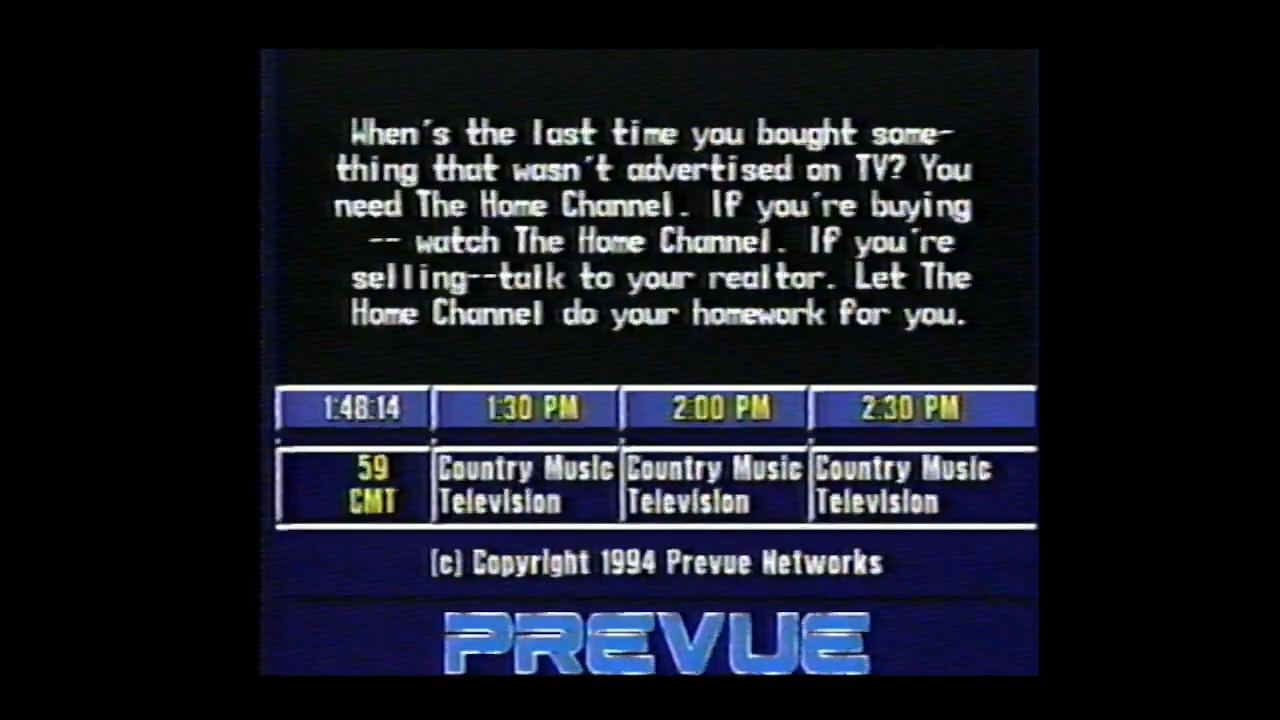 When's the last time you bought some-
thing that wasn't advertised on TV? You
need The Home Channel. If you're buying
-- watch The Home Channel. If you're
selling--talk to your realtor. Let The
Home Channel do your homework for you.
1:48:14 1:30 PM 2:00 PM 2:30 PM
59 Country Music Country Music Country Music
CMT Television Television Television
(c) Copyright 1994 Prevue Networks
PREVUE